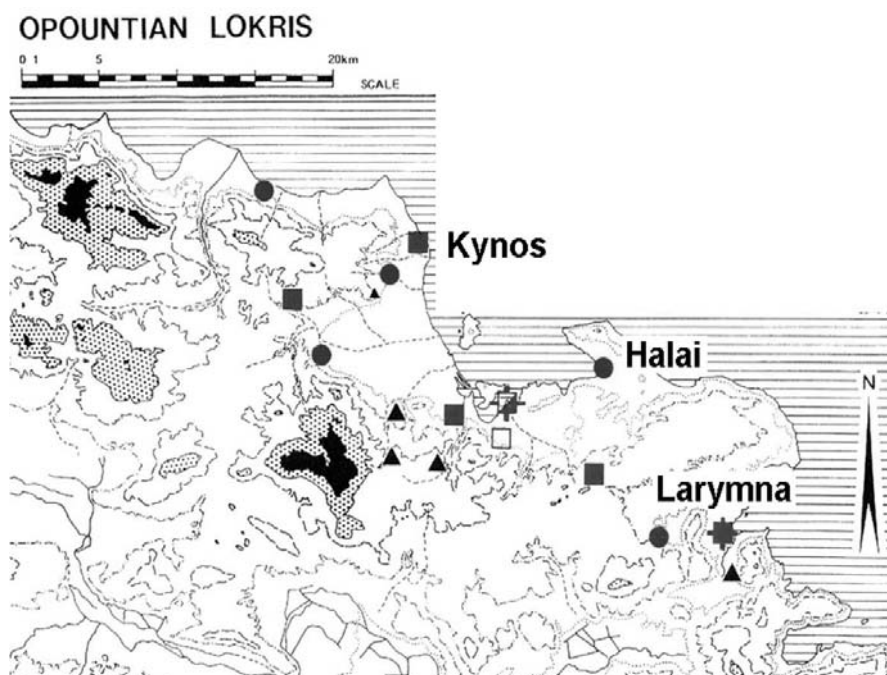 OPOUNTIAN LOKRIS
0 1 5 20km
SCALE
Kynos
Halai
N
Larymna